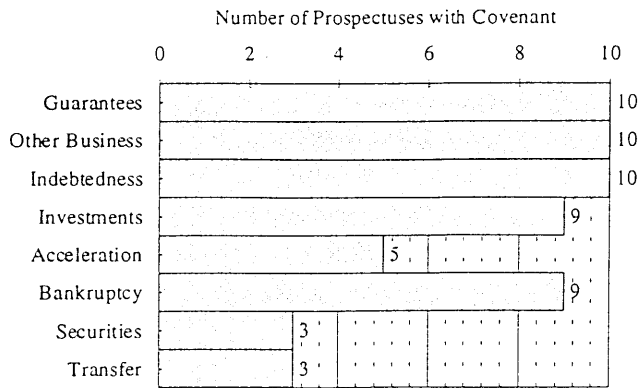 Number of Prospectuses with Covenant
0 2 4 6 8 10
Guarantees 10
Other Business 10
Indebtedness 10
Investments 9
Acceleration 5
Bankruptcy 9
Securities 3
Transfer 3